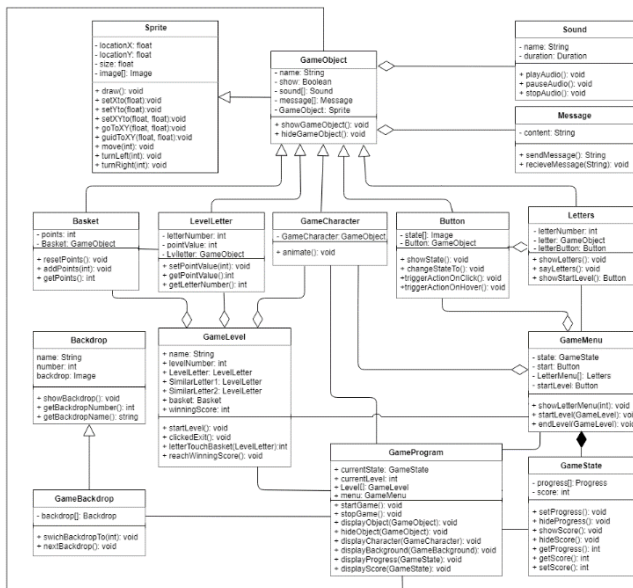 Sprite
- locationX: float
- locationY: float
- size: float
- image[]: Image
+ draw(): void
+ setXto(float):void
+ setYto(float):void
+ setXYto(float, float):void
+ goToXY(float, float):void
+ guidToXY(float, float):void
+ move(int): void
+ turnLeft(int): void
+ turnRight(int): void
GameObject
- name: String
- show: Boolean
- sound[]: Sound
- message[]: Message
- GameObject: Sprite
+ showGameObject(): void
+ hideGameObject(): void
Sound
- name: String
- duration: Duration
+ playAudio(): void
+ pauseAudio(): void
+ stopAudio(): void
Message
- content: String
+ sendMessage(): void
+ recieveMessage(String): void
Basket
- points: int
- Basket: GameObject
+ resetPoints(): void
+ addPoints(int): void
+ getPoints(): int
LevelLetter
- letterNumber: int
- pointValue: int
- Lvlletter: GameObject
+ setPointValue(int): void
+ getPointValue(): int
+ getLetterNumber(): int
GameCharacter
- GameCharacter: GameObject
+ animate(): void
Button
- state[]: Image
- Button: GameObject
+ showState(): void
+ changeStateTo(): void
+triggerActionOnClick(): void
+triggerActionOnHover(): void
Letters
- letterNumber: int
- letter: GameObject
- letterButton: Button
+ showLetters(): void
+ sayLetters(): void
+ showStartLevel(): Button
Backdrop
name: String
number: int
backdrop: Image
+ showBackdrop(): void
+ getBackdropNumber(): int
+ getBackdropName(): string
GameLevel
+ name: String
+ levelNumber: int
+ LevelLetter: LevelLetter
+ SimilarLetter1: LevelLetter
+ SimilarLetter2: LevelLetter
+ basket: Basket
+ winningScore: int
+ startLevel(): void
+ clickedExit(): void
+ letterTouchBasket(LevelLetter):int
+ reachWinningScore(): void
GameMenu
- state: GameState
- start: Button
- LetterMenu[]: Letters
- startLevel: Button
+ showLetterMenu(int): void
+ startLevel(GameLevel): void
+ endLevel(GameLevel): void
GameBackdrop
- backdrop[]: Backdrop
+ swichBackdropTo(int): void
+ nextBackdrop(): void
GameProgram
+ currentState: GameState
+ currentLevel: int
+ Level[]: GameLevel
+ menu: GameMenu
+ startGame(): void
+ stopGame(): void
+ displayObject(GameObject): void
+ hideObject(GameObject): void
+ displayCharacter(GameCharacter): void
+ displayBackground(GameBackground): void
+ displayProgress(GameState): void
+ displayScore(GameState): void
GameState
- progress[]: Progress
- score: int
+ setProgress(): void
+ hideProgress(): void
+ showScore(): void
+ hideScore(): void
+ getProgress(): int
+ getScore(): int
+ setScore(): int